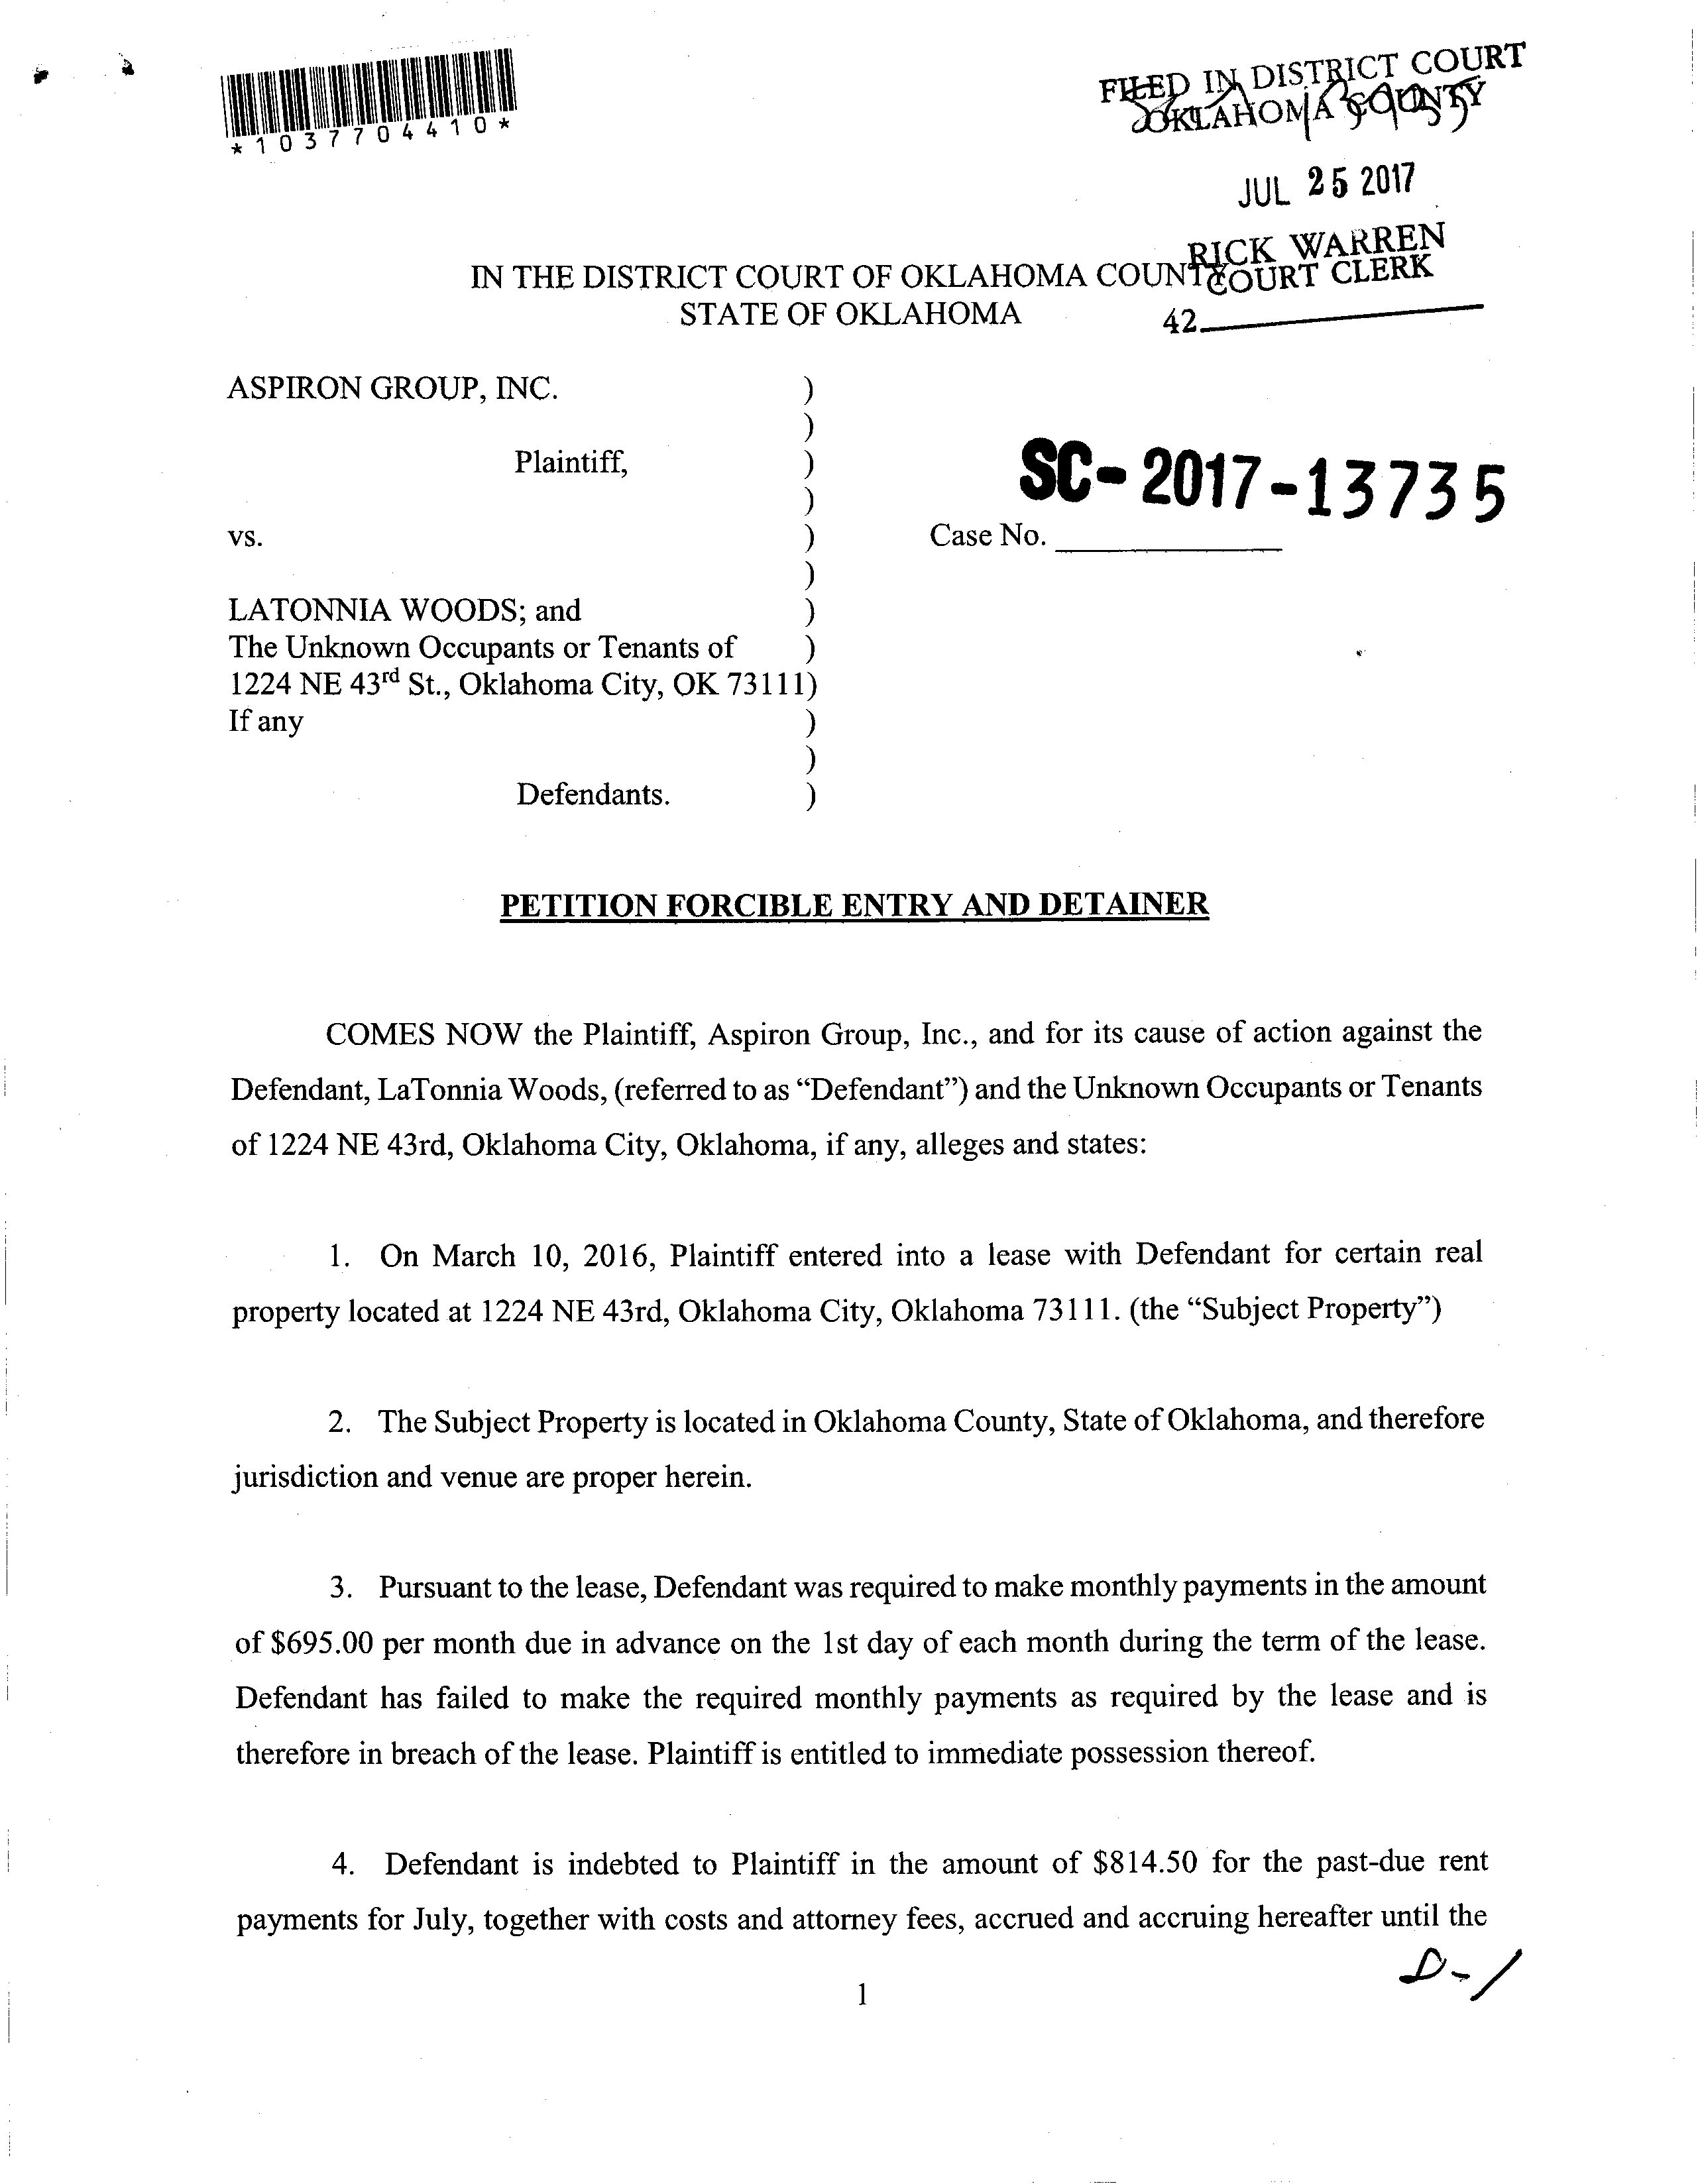 *1037704410*
FILED IN DISTRICT COURT
OKLAHOMA COUNTY
JUL 25 2017
RICK WARREN
COURT CLERK
42
IN THE DISTRICT COURT OF OKLAHOMA COUNTY
STATE OF OKLAHOMA
ASPIRON GROUP, INC. )
)
Plaintiff, )
)
SC-2017-13735
vs. ) Case No.
)
LATONNIA WOODS; and )
The Unknown Occupants or Tenants of )
1224 NE 43rd St., Oklahoma City, OK 73111)
If any )
)
Defendants. )
PETITION FORCIBLE ENTRY AND DETAINER
COMES NOW the Plaintiff, Aspiron Group, Inc., and for its cause of action against the
Defendant, LaTonnia Woods, (referred to as “Defendant”) and the Unknown Occupants or Tenants
of 1224 NE 43rd, Oklahoma City, Oklahoma, if any, alleges and states:
1. On March 10, 2016, Plaintiff entered into a lease with Defendant for certain real
property located at 1224 NE 43rd, Oklahoma City, Oklahoma 73111. (the “Subject Property”)
2. The Subject Property is located in Oklahoma County, State of Oklahoma, and therefore
jurisdiction and venue are proper herein.
3. Pursuant to the lease, Defendant was required to make monthly payments in the amount
of $695.00 per month due in advance on the 1st day of each month during the term of the lease.
Defendant has failed to make the required monthly payments as required by the lease and is
therefore in breach of the lease. Plaintiff is entitled to immediate possession thereof.
4. Defendant is indebted to Plaintiff in the amount of $814.50 for the past-due rent
payments for July, together with costs and attorney fees, accrued and accruing hereafter until the
D-1
1